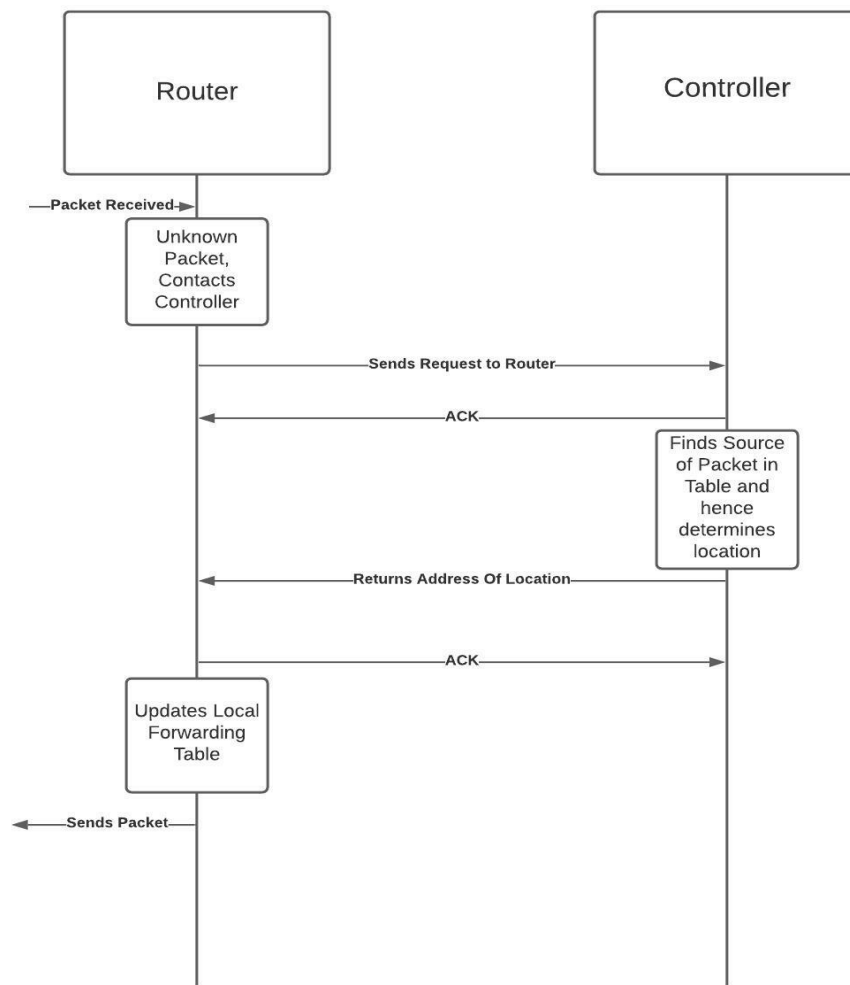 Router
Controller
Packet Received
Unknown
Packet,
Contacts
Controller
Sends Request to Router
ACK
Finds Source
of Packet in
Table and
hence
determines
location
Returns Address Of Location
ACK
Updates Local
Forwarding
Table
Sends Packet